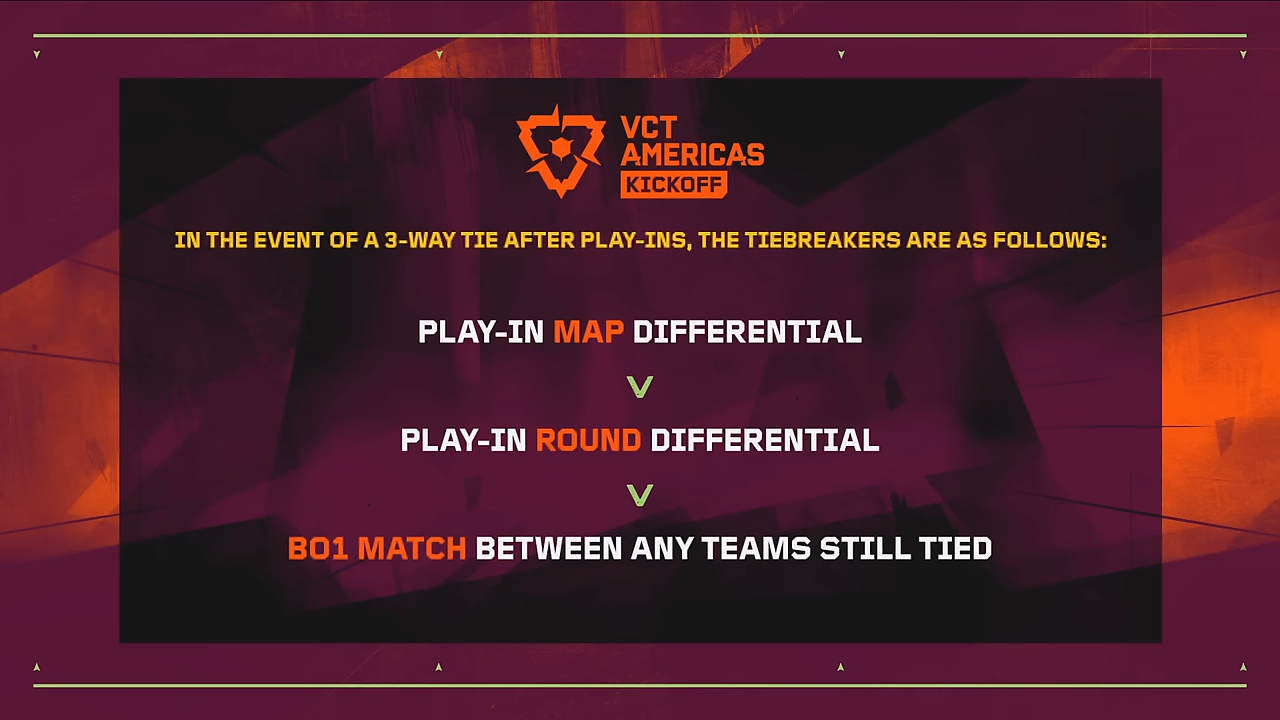 VCT
AMERICAS
KICKOFF
IN THE EVENT OF A 3-WAY TIE AFTER PLAY-INS, THE TIEBREAKERS ARE AS FOLLOWS:
PLAY-IN MAP DIFFERENTIAL
PLAY-IN ROUND DIFFERENTIAL
BO1 MATCH BETWEEN ANY TEAMS STILL TIED